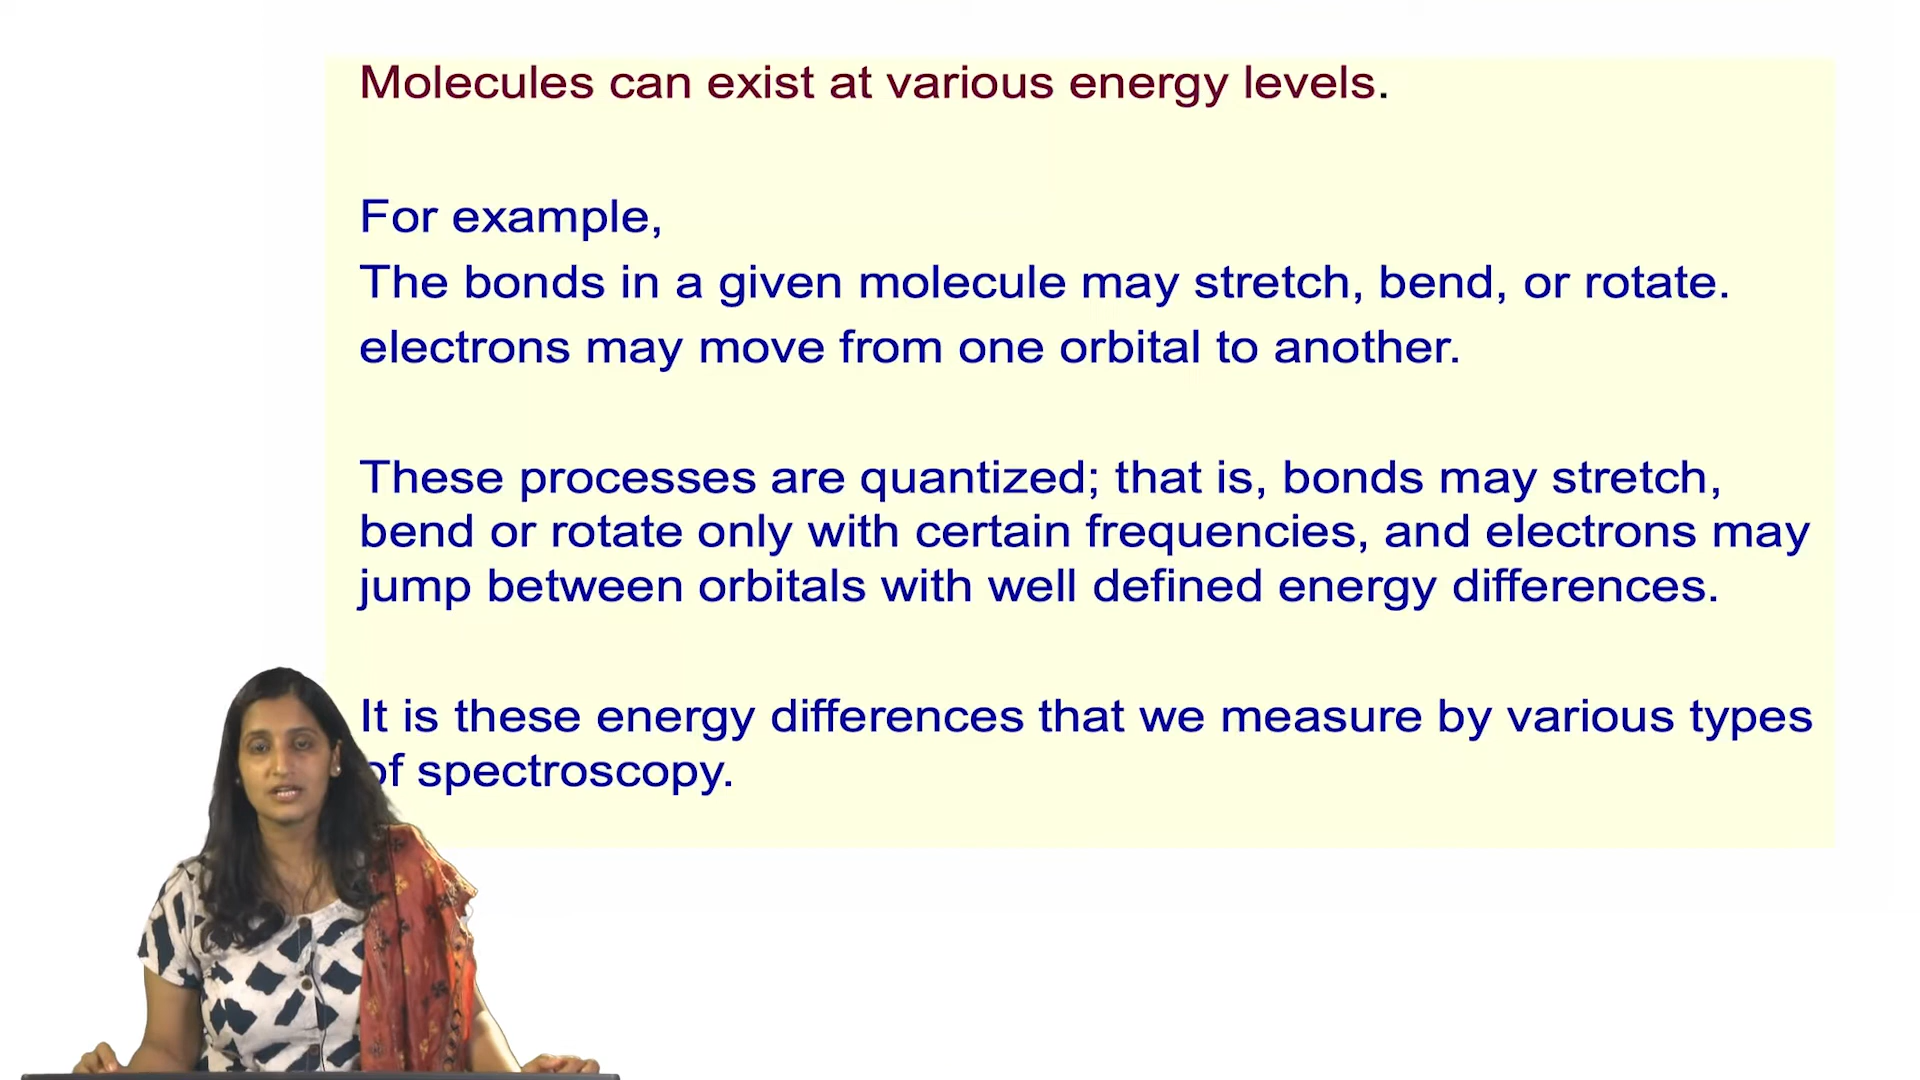 Molecules can exist at various energy levels.
For example,
The bonds in a given molecule may stretch, bend, or rotate.
electrons may move from one orbital to another.
These processes are quantized; that is, bonds may stretch,
bend or rotate only with certain frequencies, and electrons may
jump between orbitals with well defined energy differences.
It is these energy differences that we measure by various types
of spectroscopy.